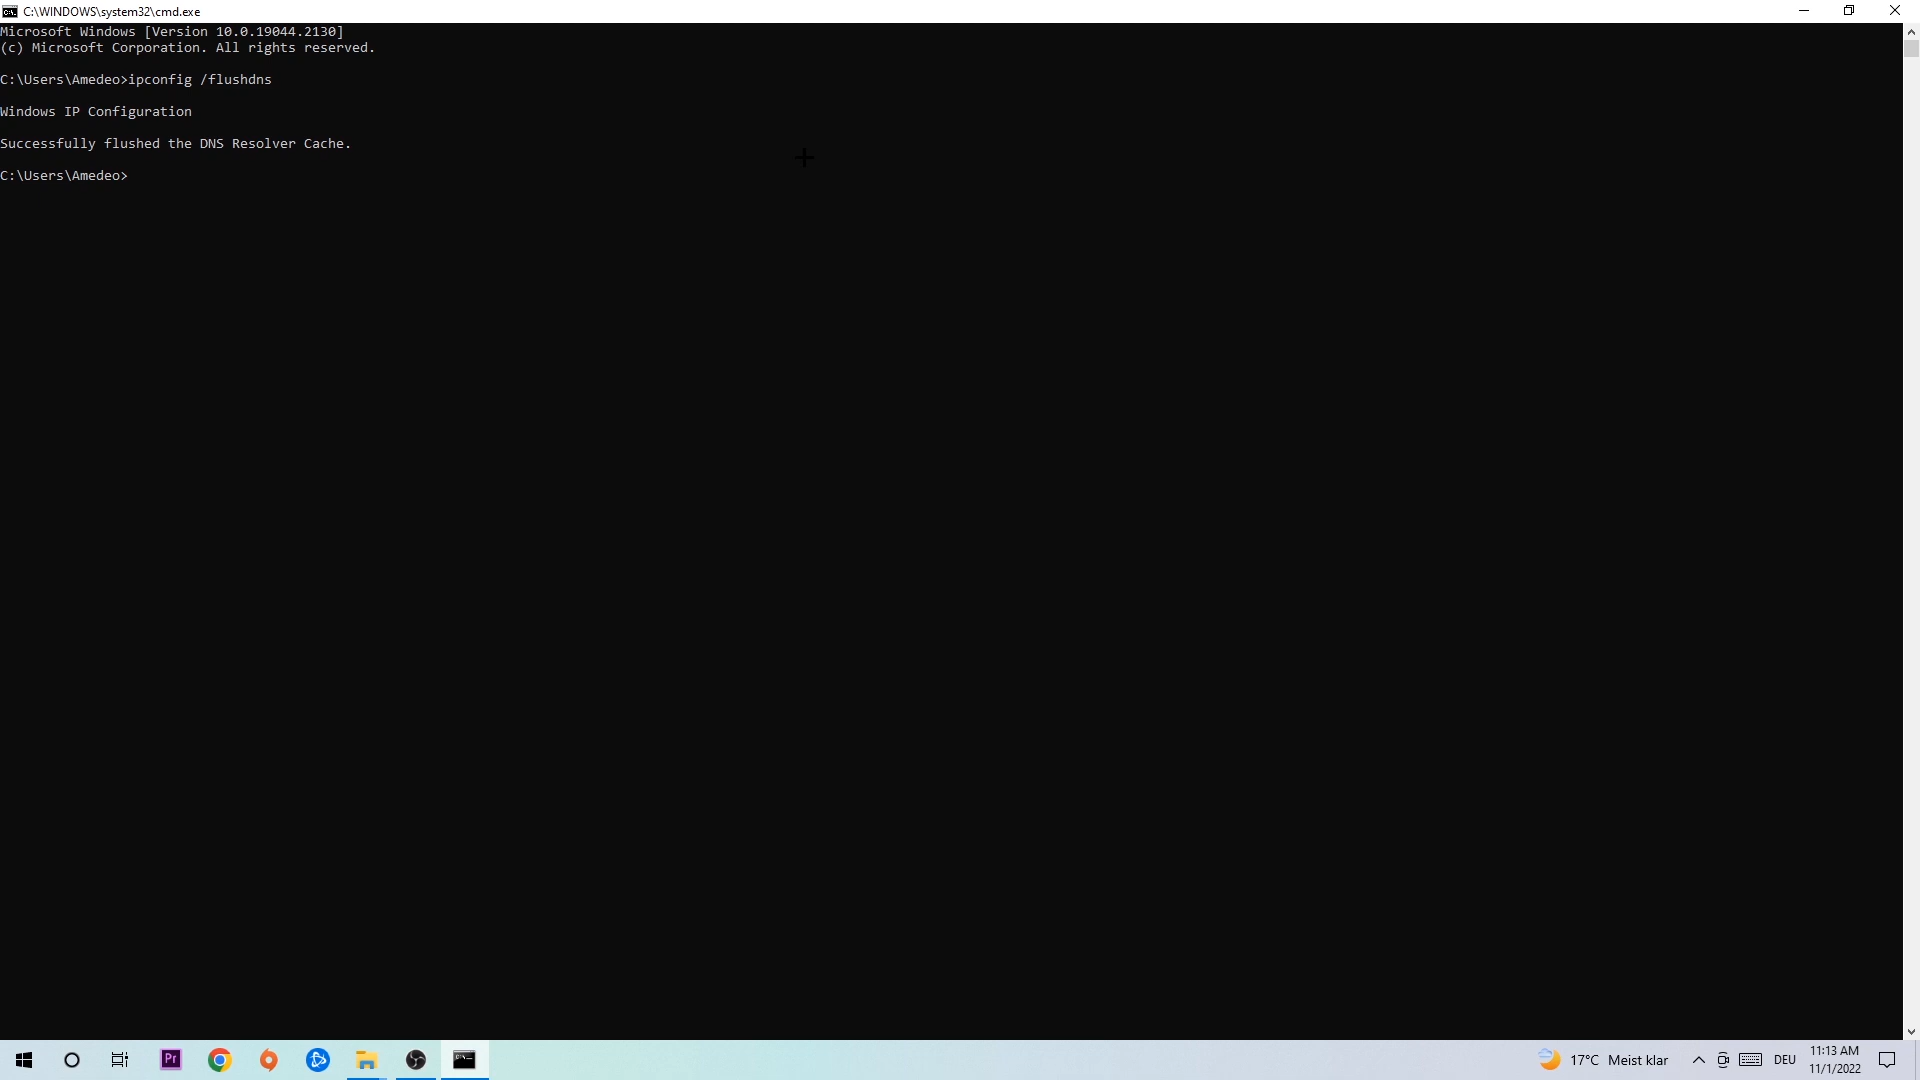 C:\WINDOWS\system32\cmd.exe
Microsoft Windows [Version 10.0.19044.2130]
(c) Microsoft Corporation. All rights reserved.
C:\Users\Amedeo>ipconfig /flushdns
Windows IP Configuration
Successfully flushed the DNS Resolver Cache.
C:\Users\Amedeo>
Pr
17°C Meist klar
DEU
11:13 AM
11/1/2022